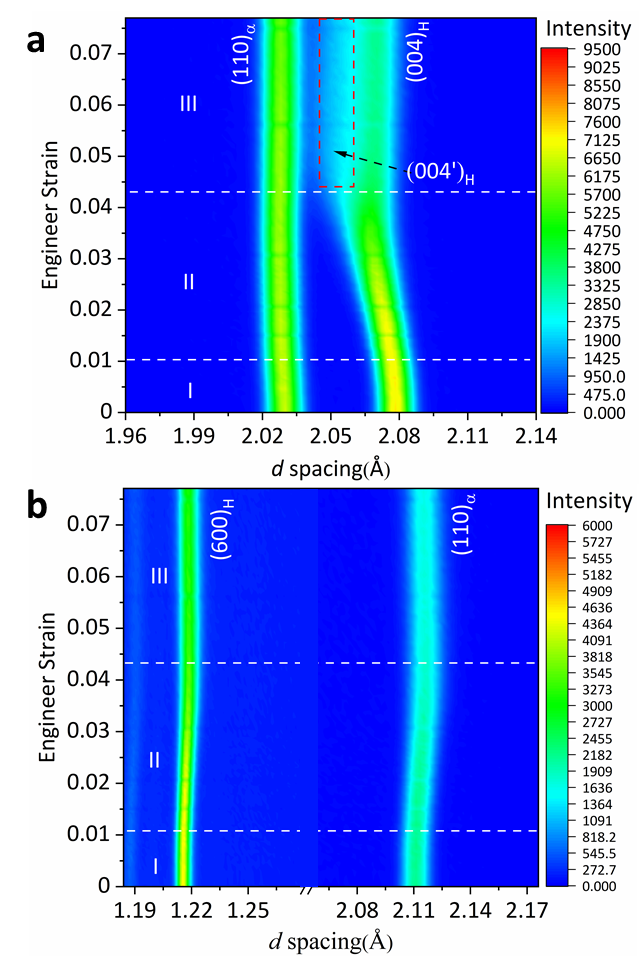 a
Intensity
(110)α
(004)H
(004')H
III
II
I
Engineer Strain
0.07
0.06
0.05
0.04
0.03
0.02
0.01
0
1.96 1.99 2.02 2.05 2.08 2.11 2.14
d spacing(Å)
9500
9025
8550
8075
7600
7125
6650
6175
5700
5225
4750
4275
3800
3325
2850
2375
1900
1425
950.0
475.0
0.000
b
Intensity
(600)H
(110)α
III
II
I
Engineer Strain
0.07
0.06
0.05
0.04
0.03
0.02
0.01
0
1.19 1.22 1.25 // 2.08 2.11 2.14 2.17
d spacing(Å)
6000
5727
5455
5182
4909
4636
4364
4091
3818
3545
3273
3000
2727
2455
2182
1909
1636
1364
1091
818.2
545.5
272.7
0.000